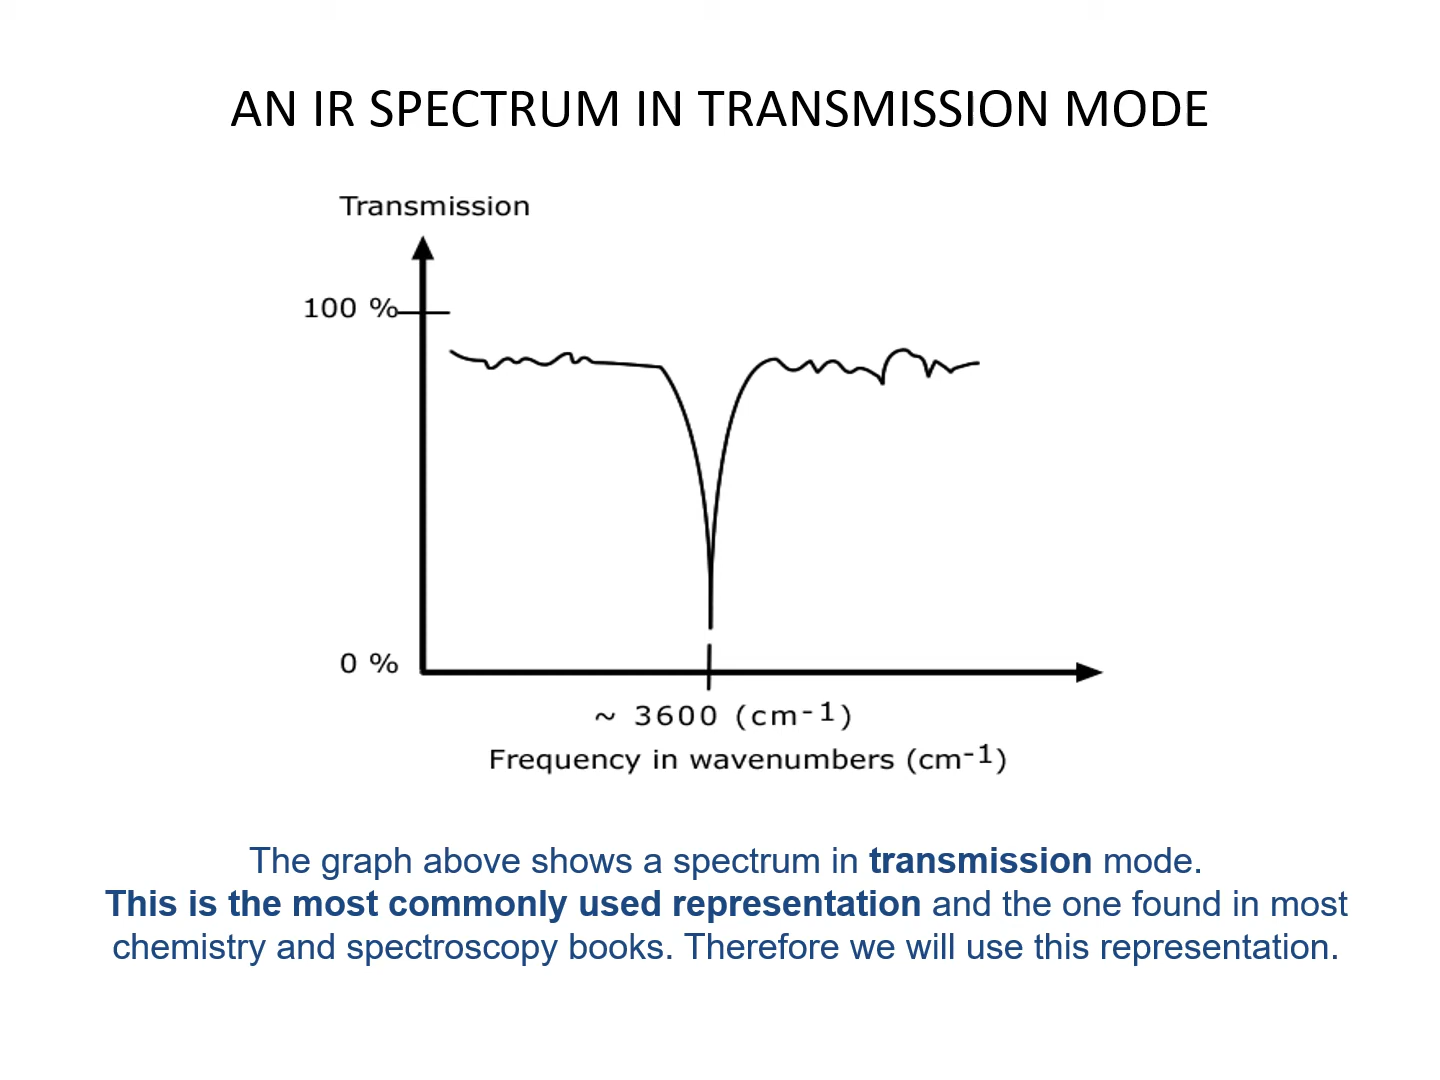 AN IR SPECTRUM IN TRANSMISSION MODE
Transmission
100 %
0 %
~ 3600 (cm-1)
Frequency in wavenumbers (cm-1)
The graph above shows a spectrum in transmission mode.
This is the most commonly used representation and the one found in most
chemistry and spectroscopy books. Therefore we will use this representation.